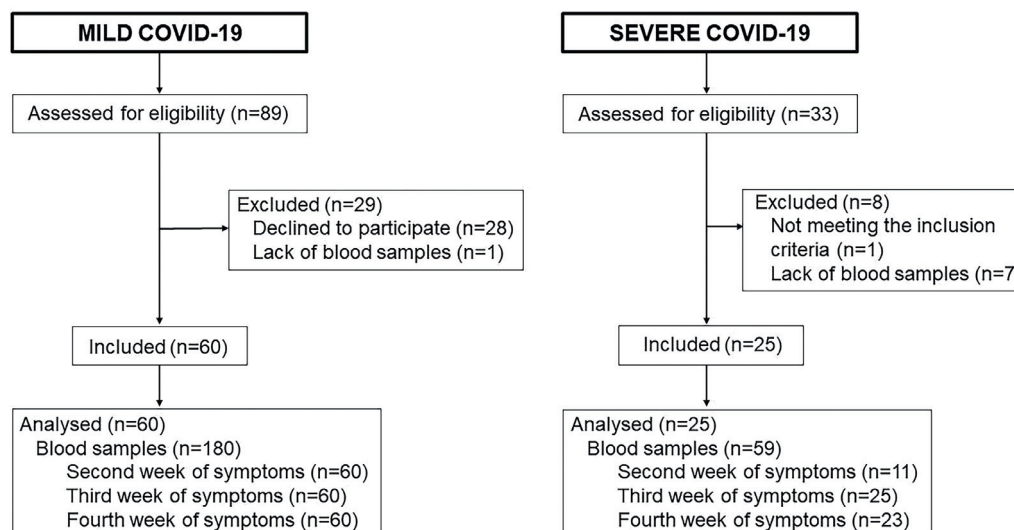 MILD COVID-19
Assessed for eligibility (n=89)
Excluded (n=29)
Declined to participate (n=28)
Lack of blood samples (n=1)
Included (n=60)
Analysed (n=60)
Blood samples (n=180)
Second week of symptoms (n=60)
Third week of symptoms (n=60)
Fourth week of symptoms (n=60)
SEVERE COVID-19
Assessed for eligibility (n=33)
Excluded (n=8)
Not meeting the inclusion
criteria (n=1)
Lack of blood samples (n=7
Included (n=25)
Analysed (n=25)
Blood samples (n=59)
Second week of symptoms (n=11)
Third week of symptoms (n=25)
Fourth week of symptoms (n=23)